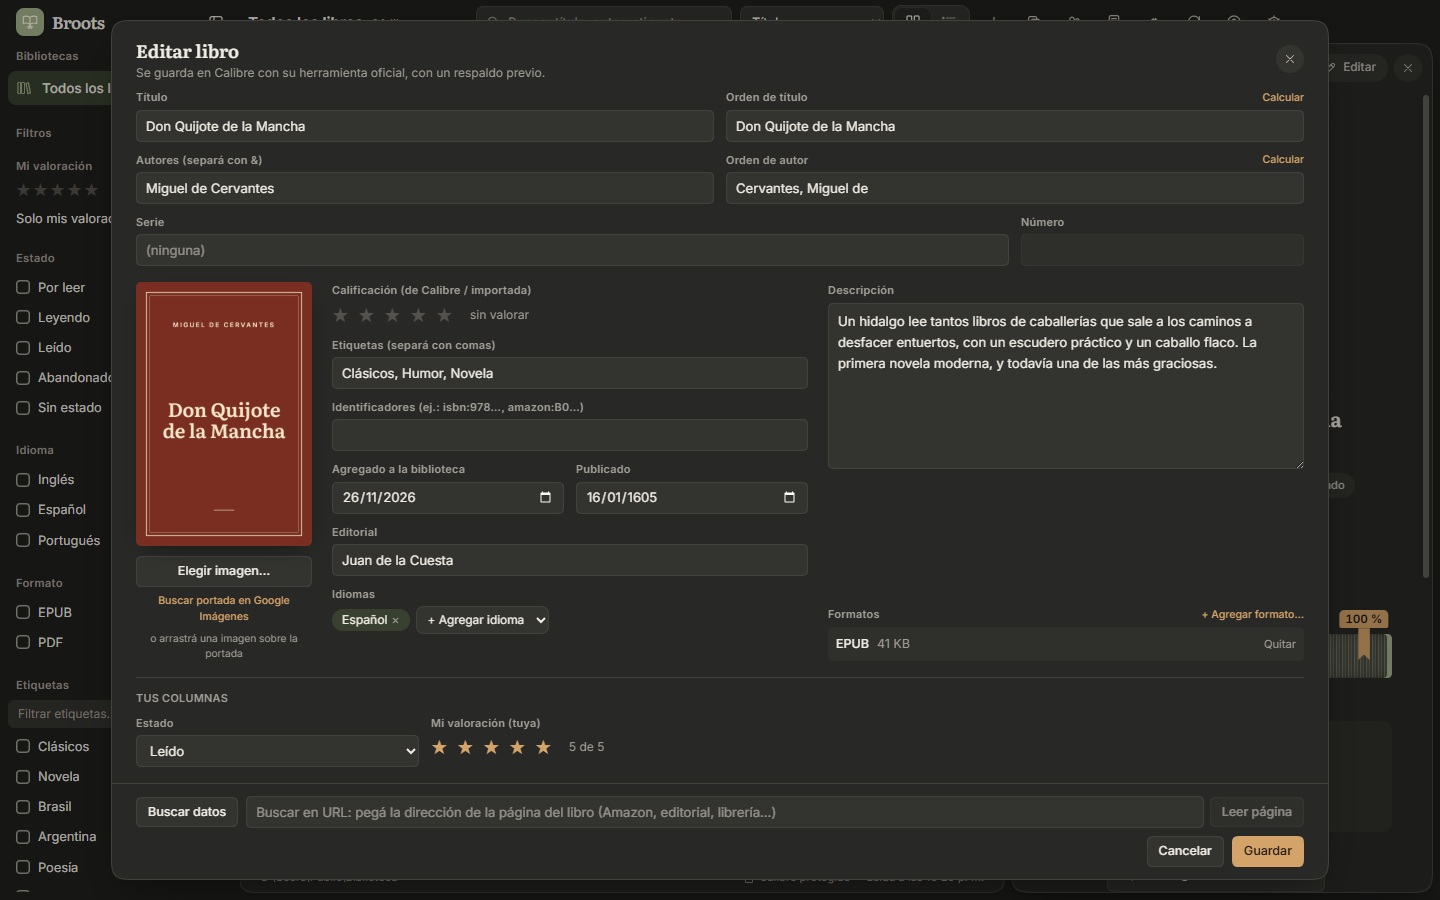 Broots
Bibliotecas
Todos los l
Filtros
Mi valoración
Solo mis valorac
Estado
Por leer
Leyendo
Leído
Abandonado
Sin estado
Idioma
Inglés
Español
Portugués
Formato
EPUB
PDF
Etiquetas
Filtrar etiquetas.
Clásicos
Novela
Brasil
Argentina
Poesía
Editar libro
Se guarda en Calibre con su herramienta oficial, con un respaldo previo.
Editar
Título
Orden de título
Calcular
Don Quijote de la Mancha
Don Quijote de la Mancha
Autores (separá con &)
Orden de autor
Calcular
Miguel de Cervantes
Cervantes, Miguel de
Serie
Número
(ninguna)
MIGUEL DE CERVANTES
Don Quijote
de la Mancha
Elegir imagen...
Buscar portada en Google
Imágenes
o arrastrá una imagen sobre la
portada
Calificación (de Calibre / importada)
sin valorar
Etiquetas (separá con comas)
Clásicos, Humor, Novela
Identificadores (ej.: isbn:978..., amazon:B0...)
Agregado a la biblioteca
Publicado
26/11/2026
16/01/1605
Editorial
Juan de la Cuesta
Idiomas
Español ×
+ Agregar idioma
Descripción
Un hidalgo lee tantos libros de caballerías que sale a los caminos a
desfacer entuertos, con un escudero práctico y un caballo flaco. La
primera novela moderna, y todavía una de las más graciosas.
Formatos
+ Agregar formato...
EPUB 41 KB
Quitar
100 %
TUS COLUMNAS
Estado
Mi valoración (tuya)
Leído
5 de 5
Buscar datos
Buscar en URL: pegá la dirección de la página del libro (Amazon, editorial, librería...)
Leer página
Cancelar
Guardar